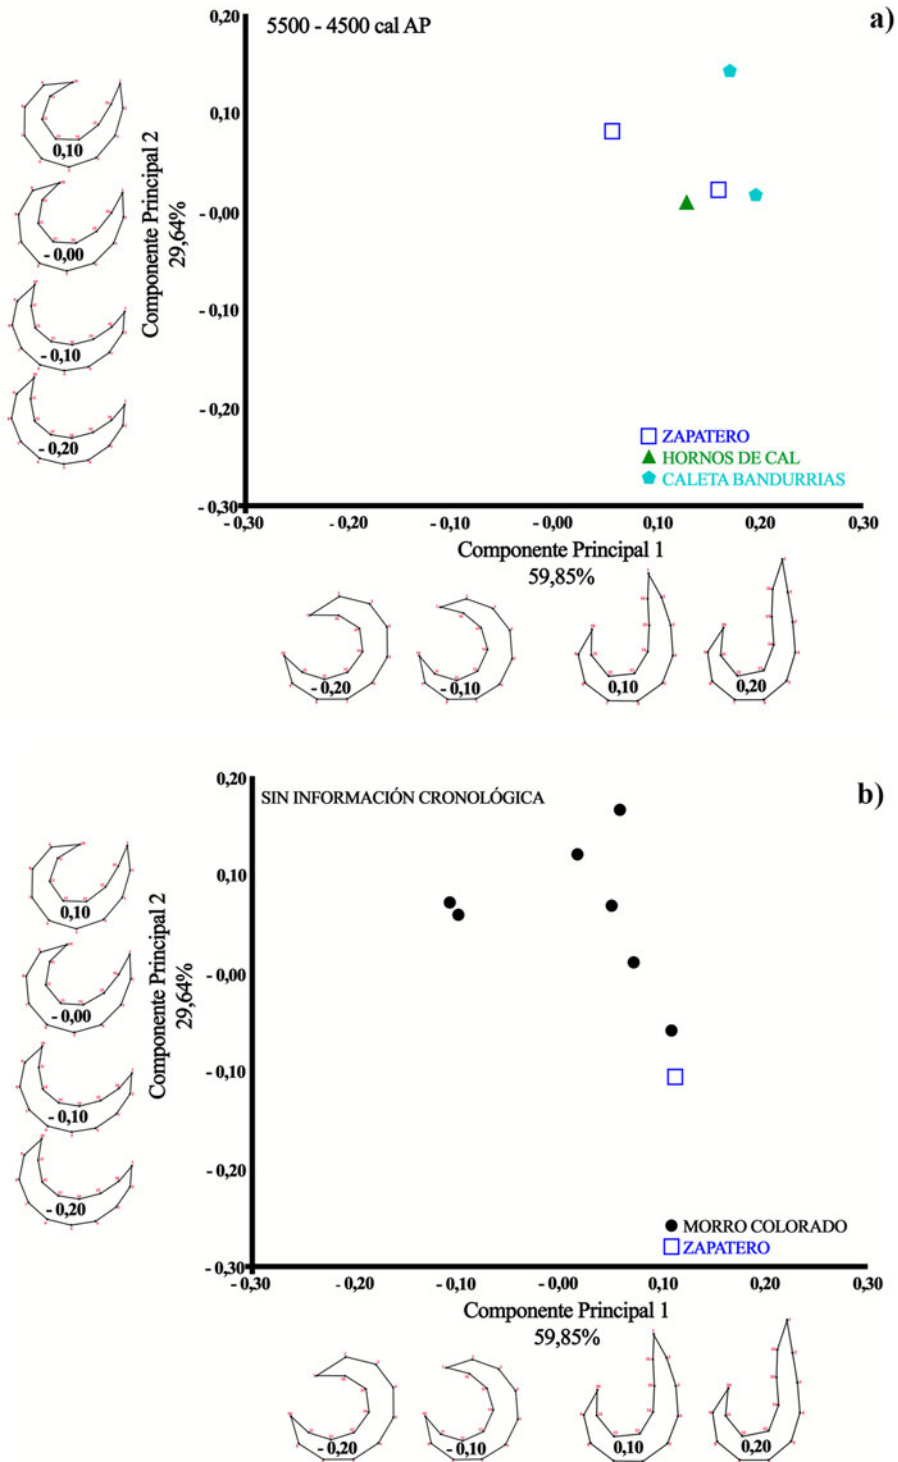 a)
5500 - 4500 cal AP
0,20
0,10
- 0,00
- 0,10
- 0,20
- 0,30
Componente Principal 2
29,64%
0,10
- 0,00
- 0,10
- 0,20
ZAPATERO
HORNOS DE CAL
CALETA BANDURRIAS
- 0,30 - 0,20 - 0,10 - 0,00 0,10 0,20 0,30
Componente Principal 1
59,85%
- 0,20 - 0,10 0,10 0,20
b)
SIN INFORMACIÓN CRONOLÓGICA
0,20
0,10
- 0,00
- 0,10
- 0,20
- 0,30
Componente Principal 2
29,64%
0,10
- 0,00
- 0,10
- 0,20
MORRO COLORADO
ZAPATERO
- 0,30 - 0,20 - 0,10 - 0,00 0,10 0,20 0,30
Componente Principal 1
59,85%
- 0,20 - 0,10 0,10 0,20